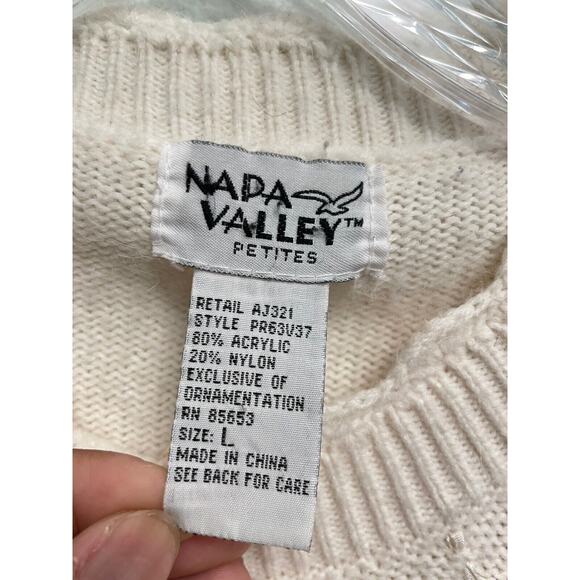 NAPA
VALLEY™
PETITES
RETAIL AJ321
STYLE PR63V37
80% ACRYLIC
20% NYLON
EXCLUSIVE OF
ORNAMENTATION
RN 85653
SIZE: L
MADE IN CHINA
SEE BACK FOR CARE